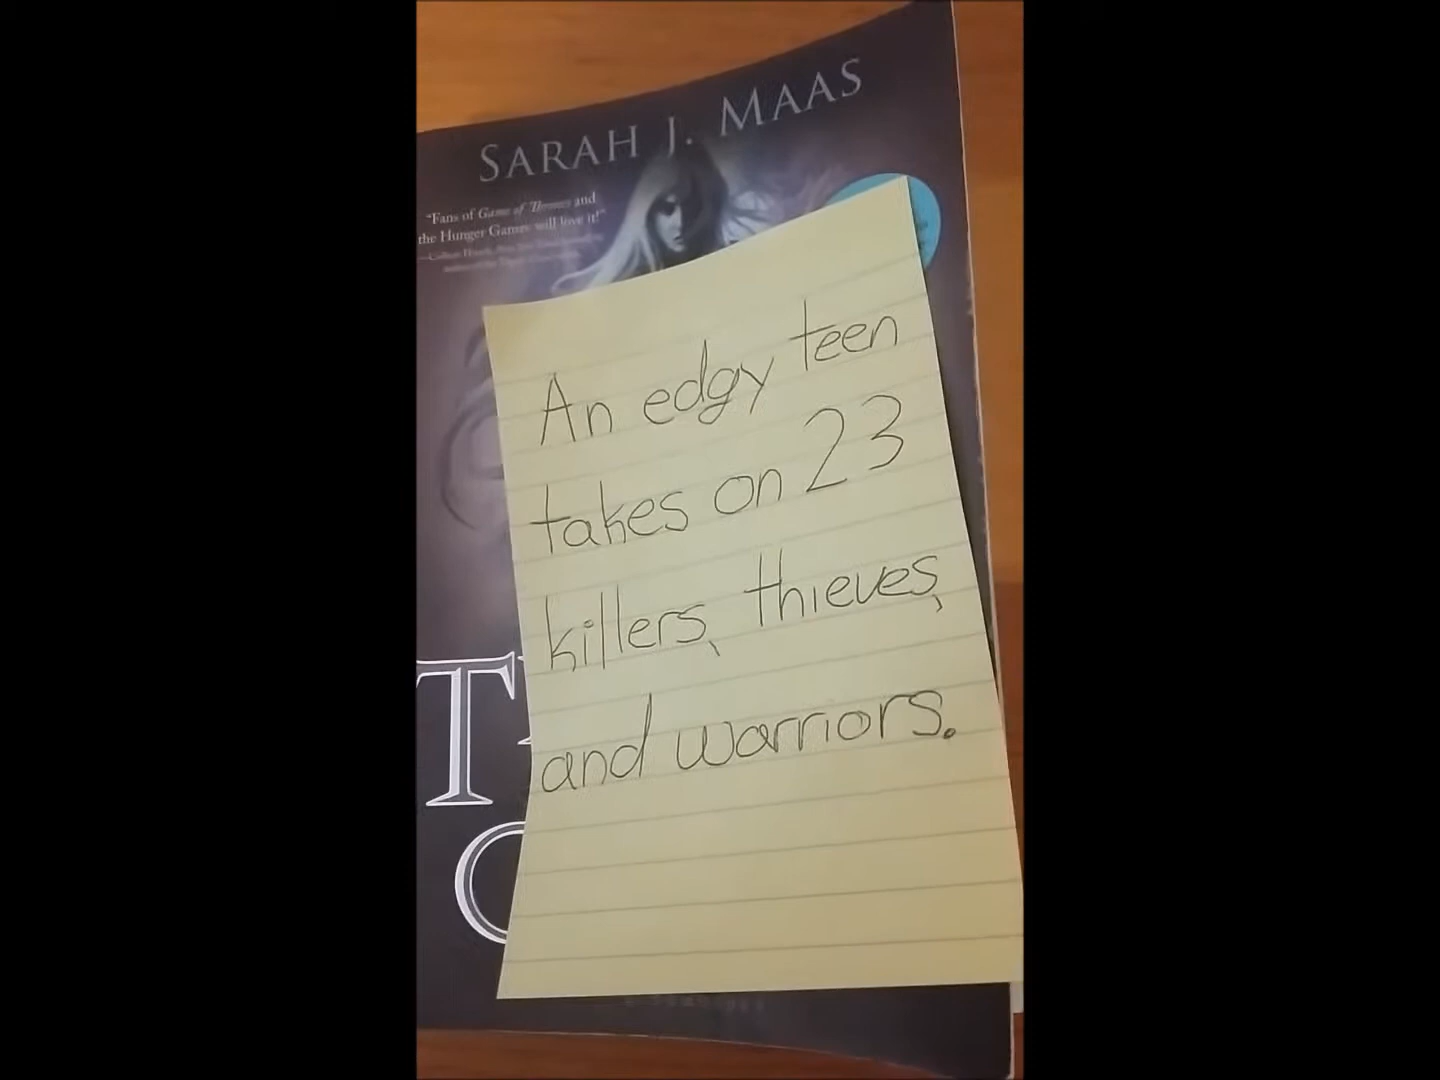 SARAH J. MAAS
"Fans of Game of Thrones and
the Hunger Games will love it!"
An edgy teen
takes on 23
killers, thieves,
and warriors.